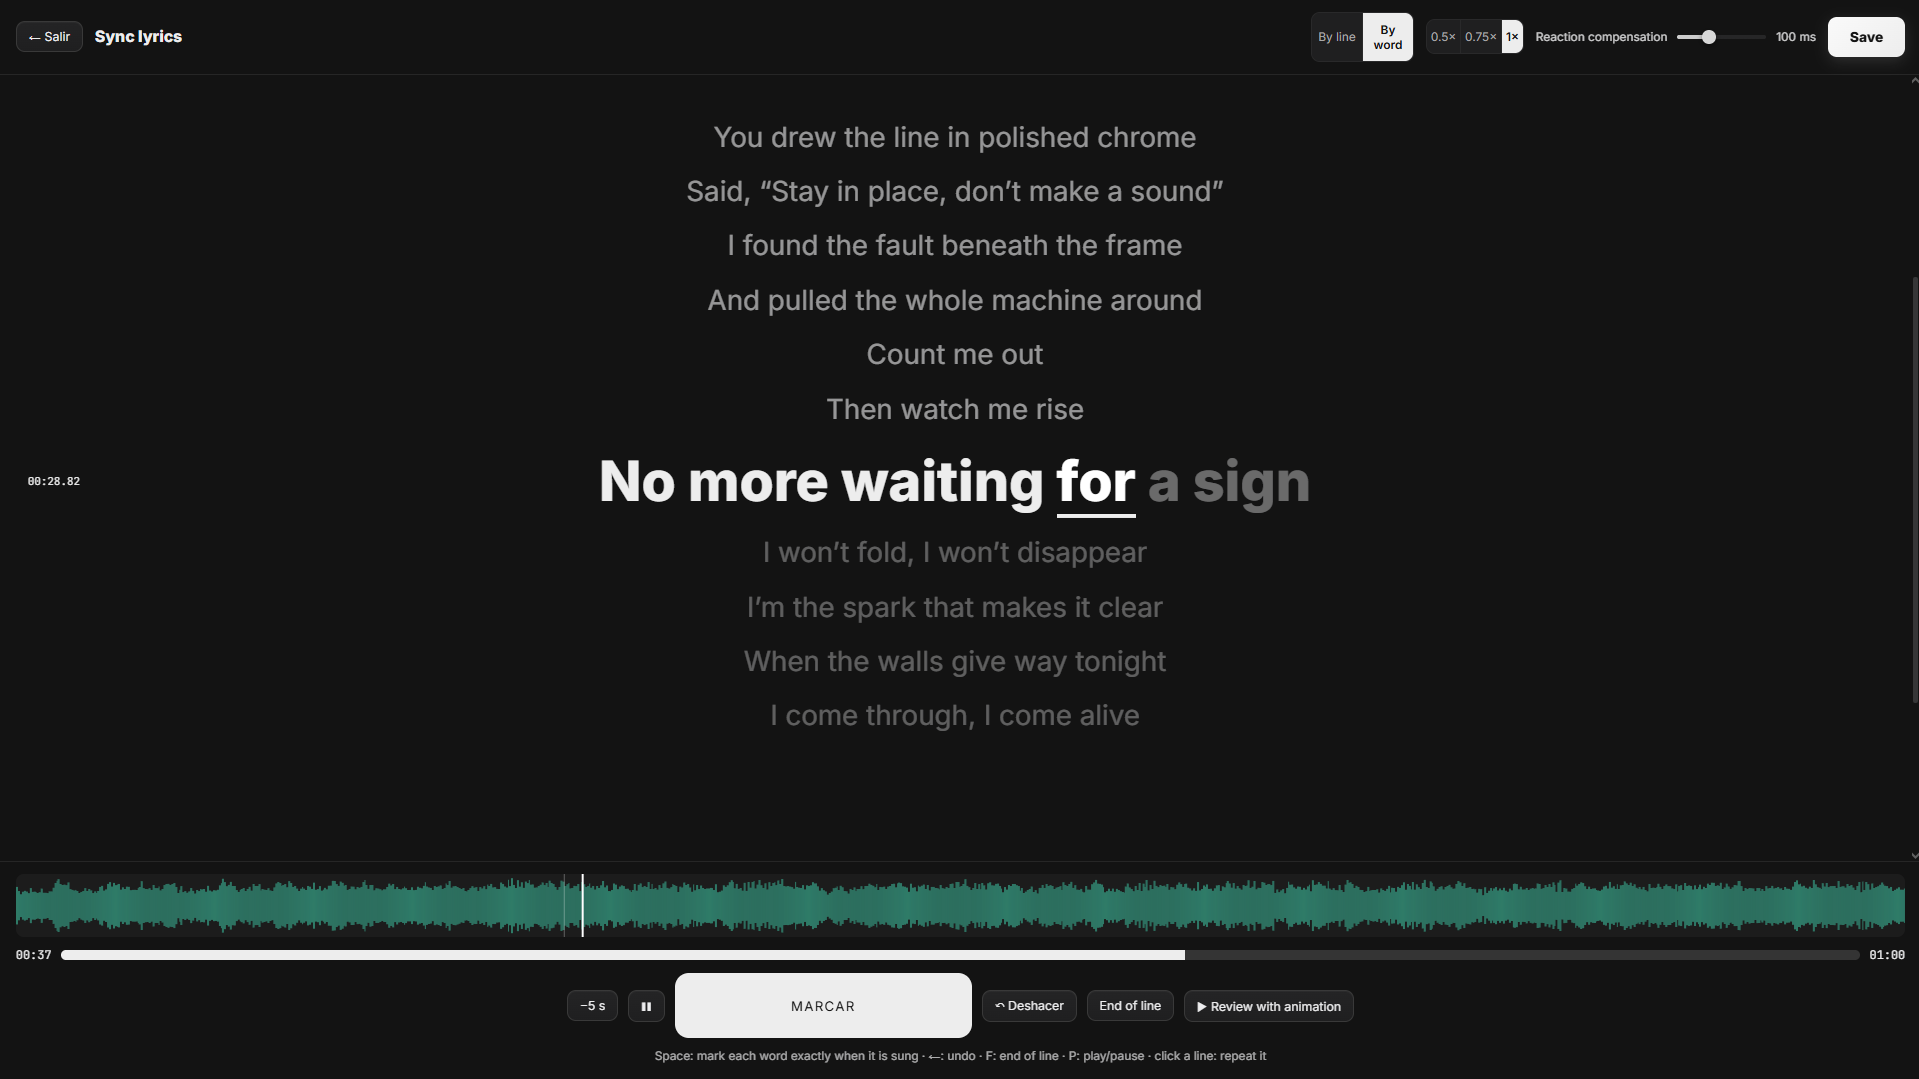 ← Salir
Sync lyrics
By line
By word
0.5×
0.75×
1×
Reaction compensation
100 ms
Save
You drew the line in polished chrome
Said, “Stay in place, don’t make a sound”
I found the fault beneath the frame
And pulled the whole machine around
Count me out
Then watch me rise
00:28.82
No more waiting for a sign
I won’t fold, I won’t disappear
I’m the spark that makes it clear
When the walls give way tonight
I come through, I come alive
00:37
01:00
−5 s
MARCAR
↶ Deshacer
End of line
▶ Review with animation
Space: mark each word exactly when it is sung · ←: undo · F: end of line · P: play/pause · click a line: repeat it